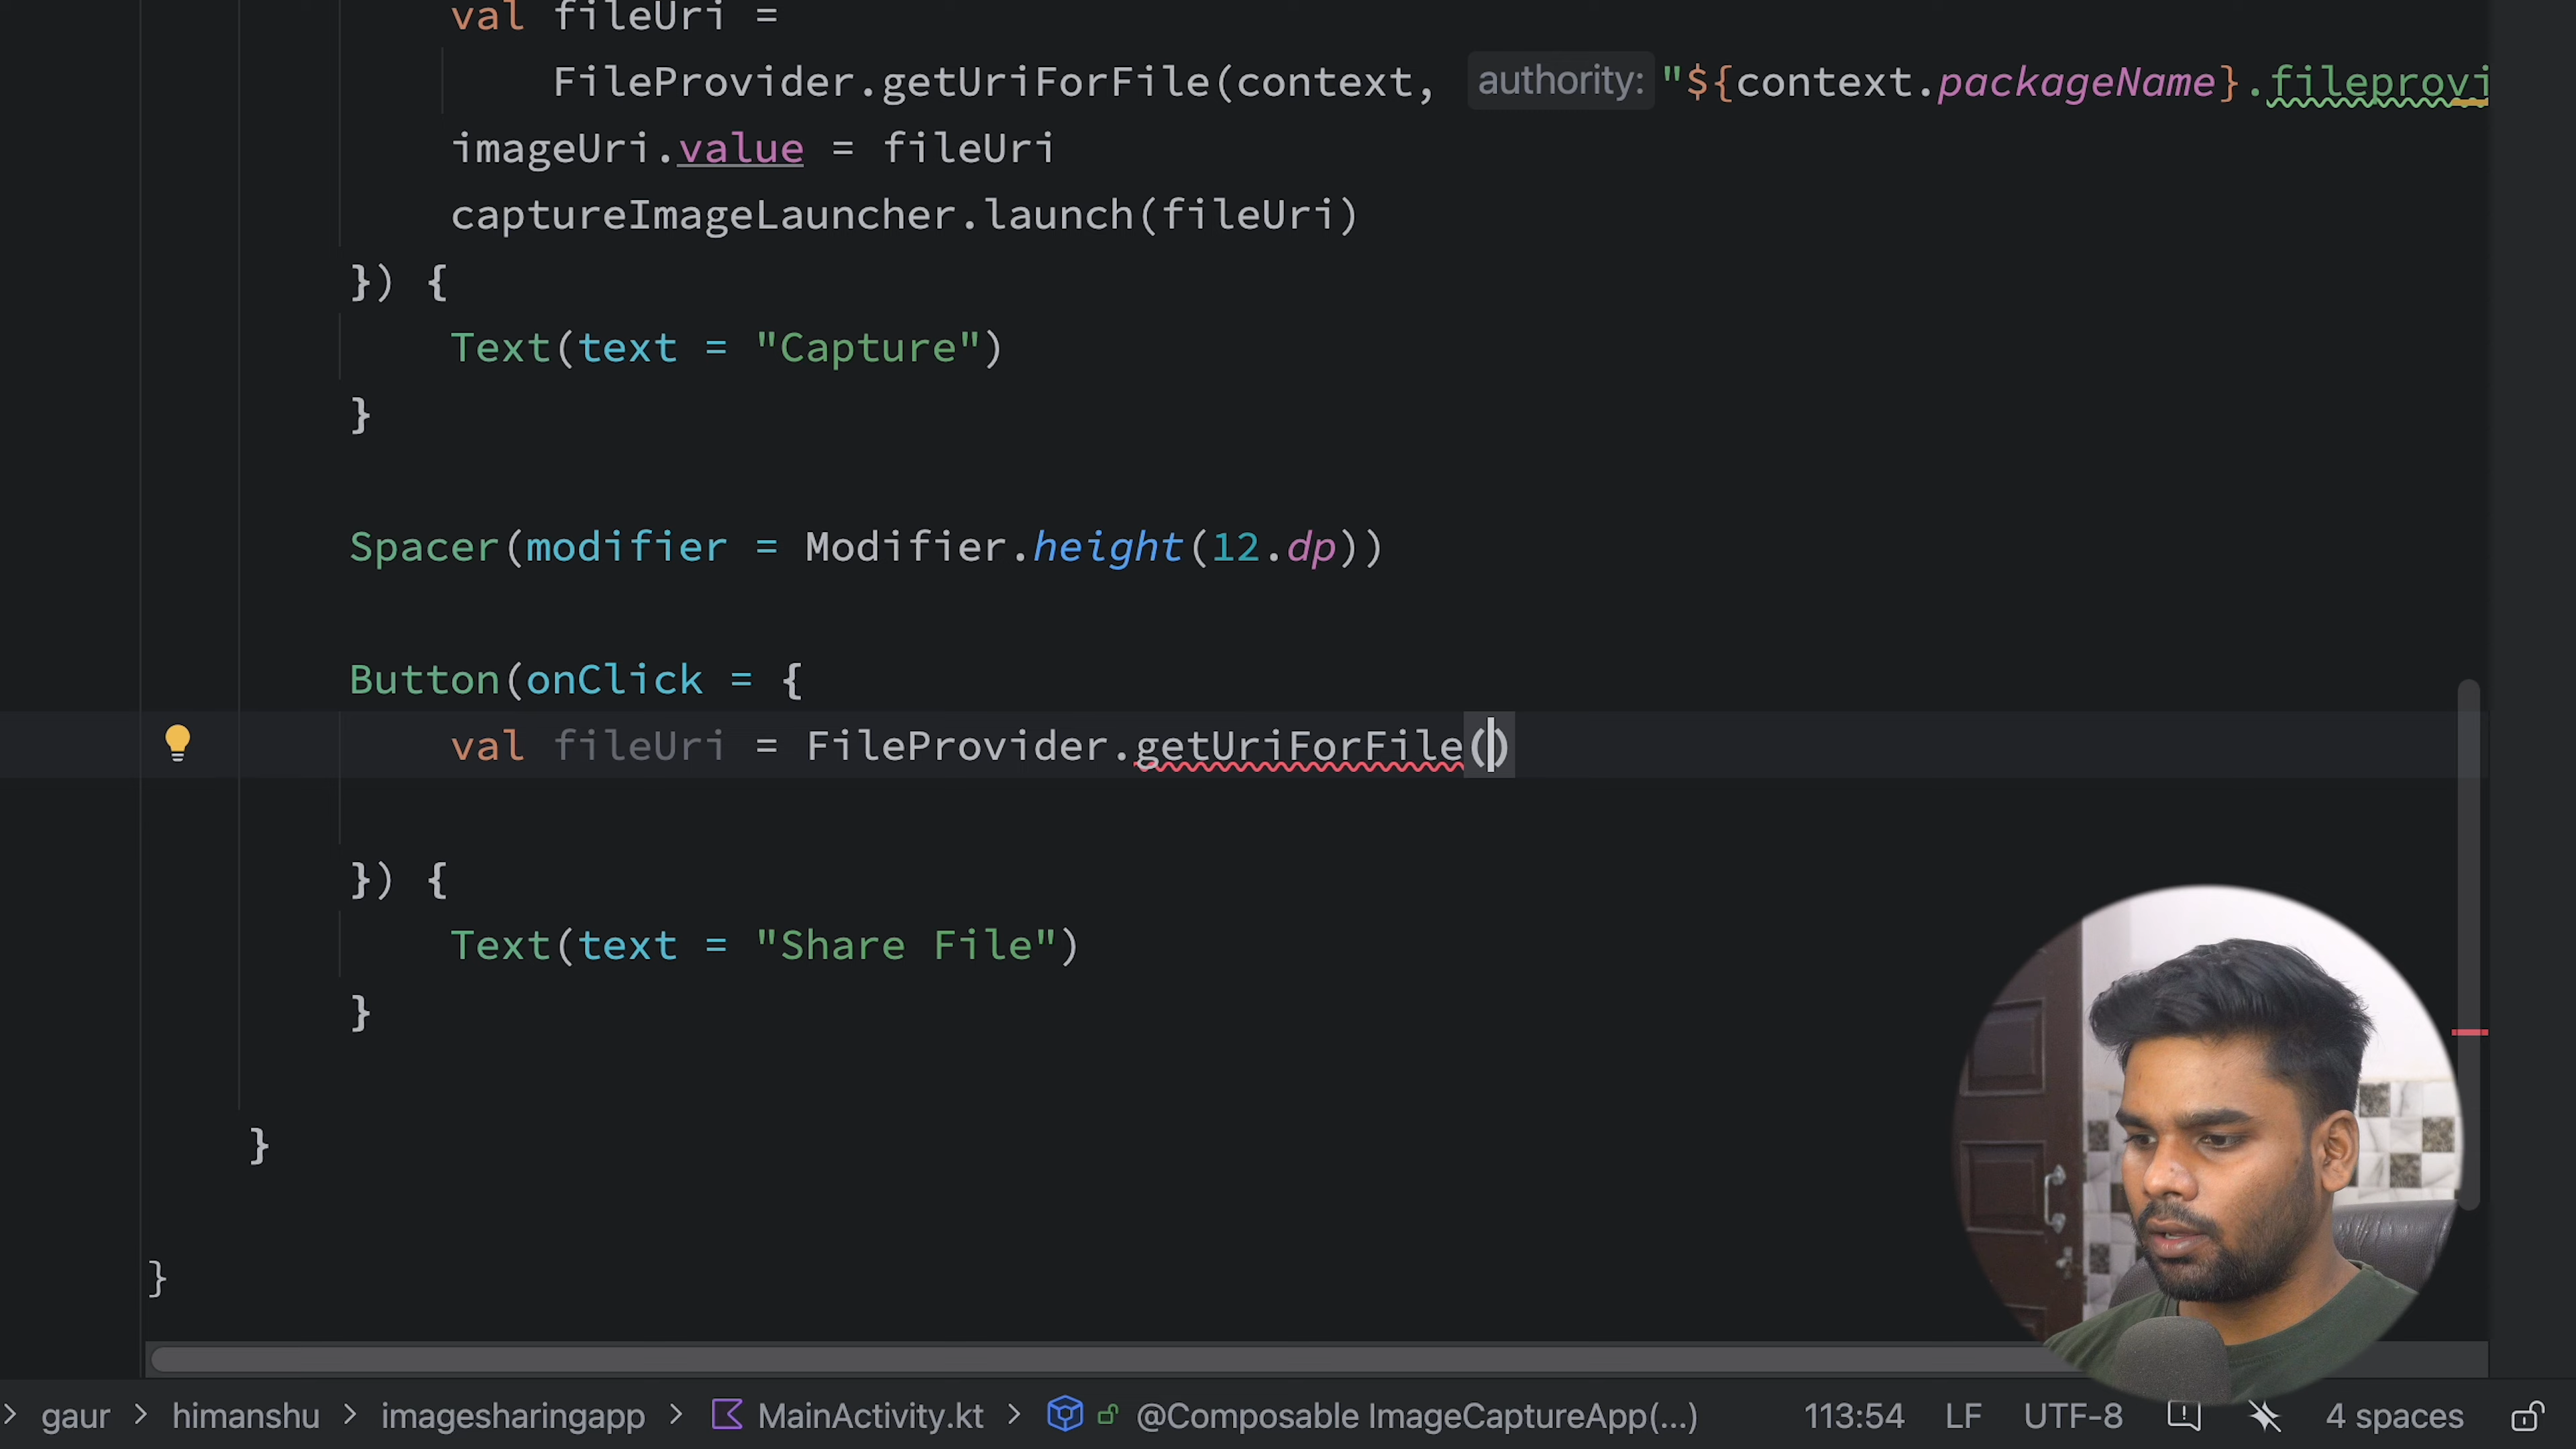 val fileUri =
FileProvider.getUriForFile(context, authority: "${context.packageName}.fileprovi
imageUri.value = fileUri
captureImageLauncher.launch(fileUri)
}) {
Text(text = "Capture")
}
Spacer(modifier = Modifier.height(12.dp))
Button(onClick = {
val fileUri = FileProvider.getUriForFile()
}) {
Text(text = "Share File")
}
}
}
> gaur > himanshu > imagesharingapp > MainActivity.kt > @Composable ImageCaptureApp(...) 113:54 LF UTF-8 4 spaces